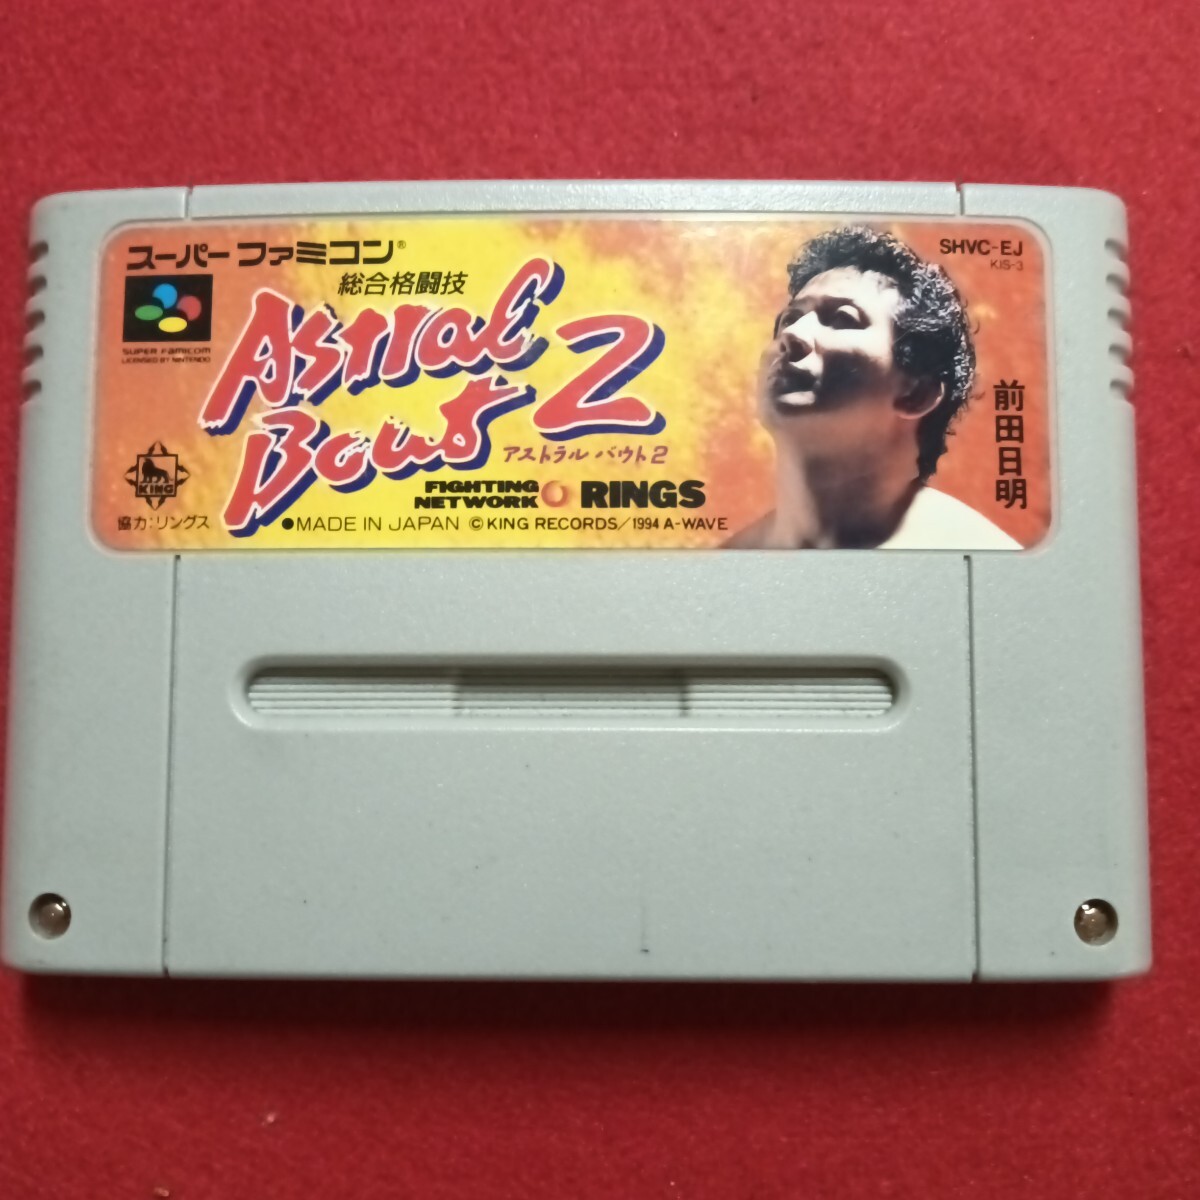 スーパーファミコン®
総合格闘技
SHVC-EJ
KIS-3
ASTRAL
BOUT 2
アストラル バウト2
SUPER FAMICOM
LICENSED BY NINTENDO
前田日明
KING
FIGHTING
NETWORK RINGS
協力:リングス
●MADE IN JAPAN ©KING RECORDS/1994 A-WAVE